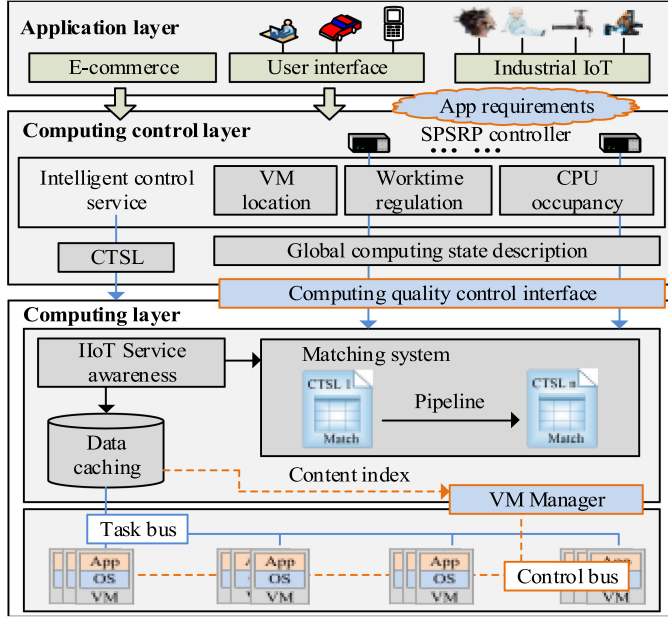 Application layer
E-commerce
User interface
Industrial IoT
App requirements
Computing control layer
SPSRP controller
Intelligent control
service
VM
location
Worktime
regulation
CPU
occupancy
CTSL
Global computing state description
Computing quality control interface
Computing layer
IIoT Service
awareness
Matching system
CTSL 1
Match
Pipeline
CTSL n
Match
Data
caching
Content index
VM Manager
Task bus
App
OS
VM
App
OS
VM
App
OS
VM
App
OS
VM
Control bus